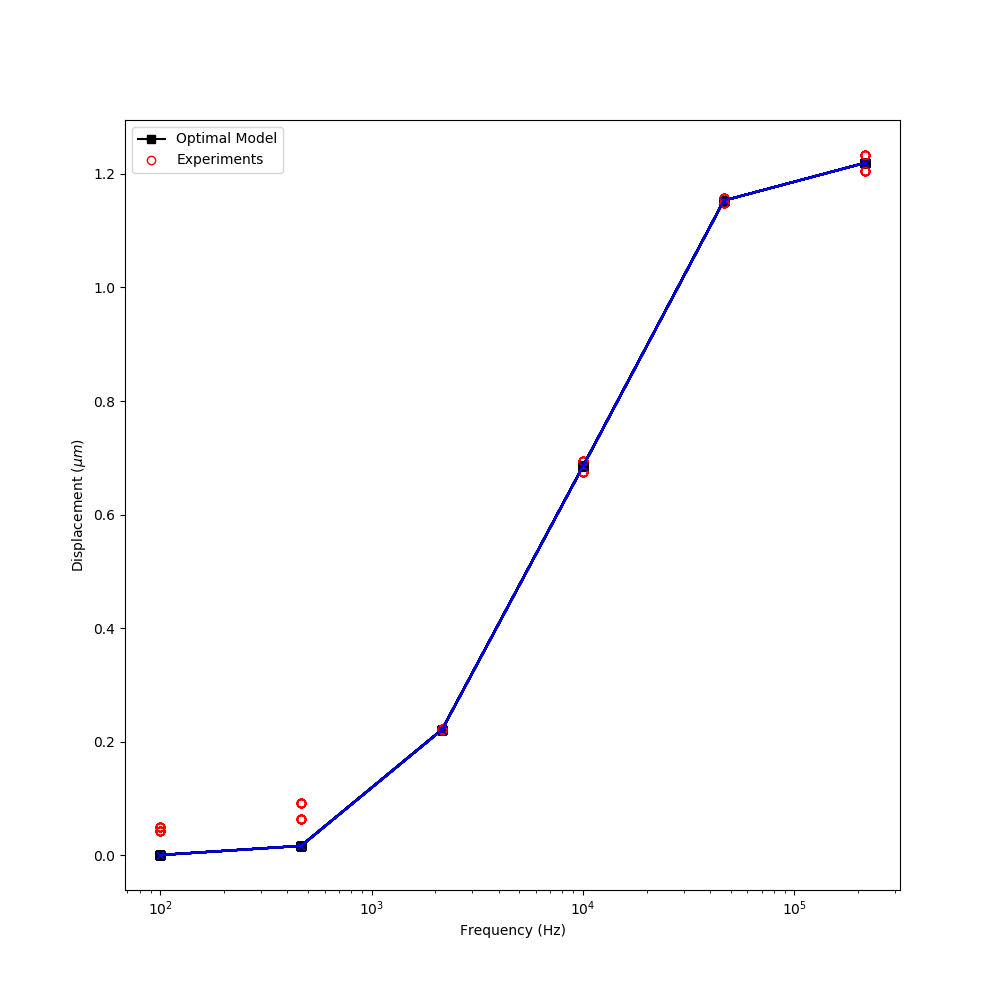 Optimal Model
Experiments
1.2
1.0
0.8
0.6
0.4
0.2
0.0
Displacement (μm)
10² 10³ 10⁴ 10⁵
Frequency (Hz)